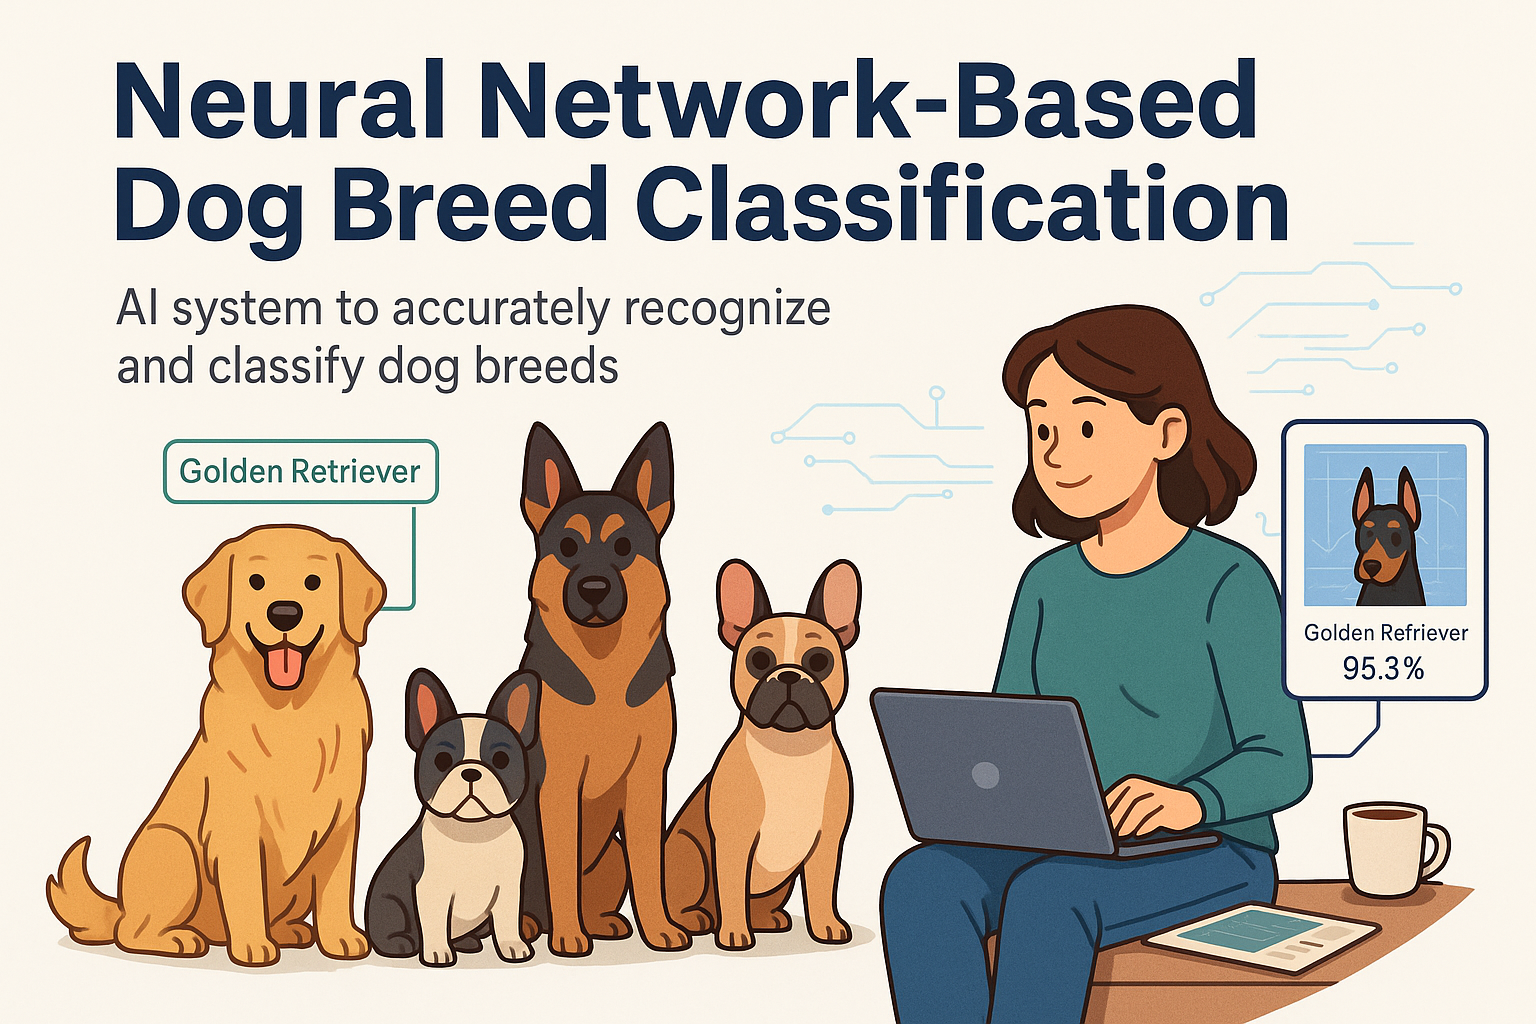 Neural Network-Based
Dog Breed Classification
AI system to accurately recognize
and classify dog breeds
Golden Retriever
Golden Refriever
95.3%